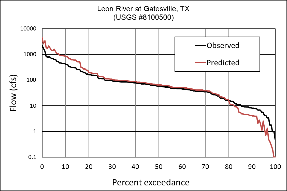 Leon River at Gatesville, TX
(USGS #8100500)
10000
1000
100
10
1
0.1
Flow (cfs)
Observed
Predicted
0 10 20 30 40 50 60 70 80 90 100
Percent exceedance